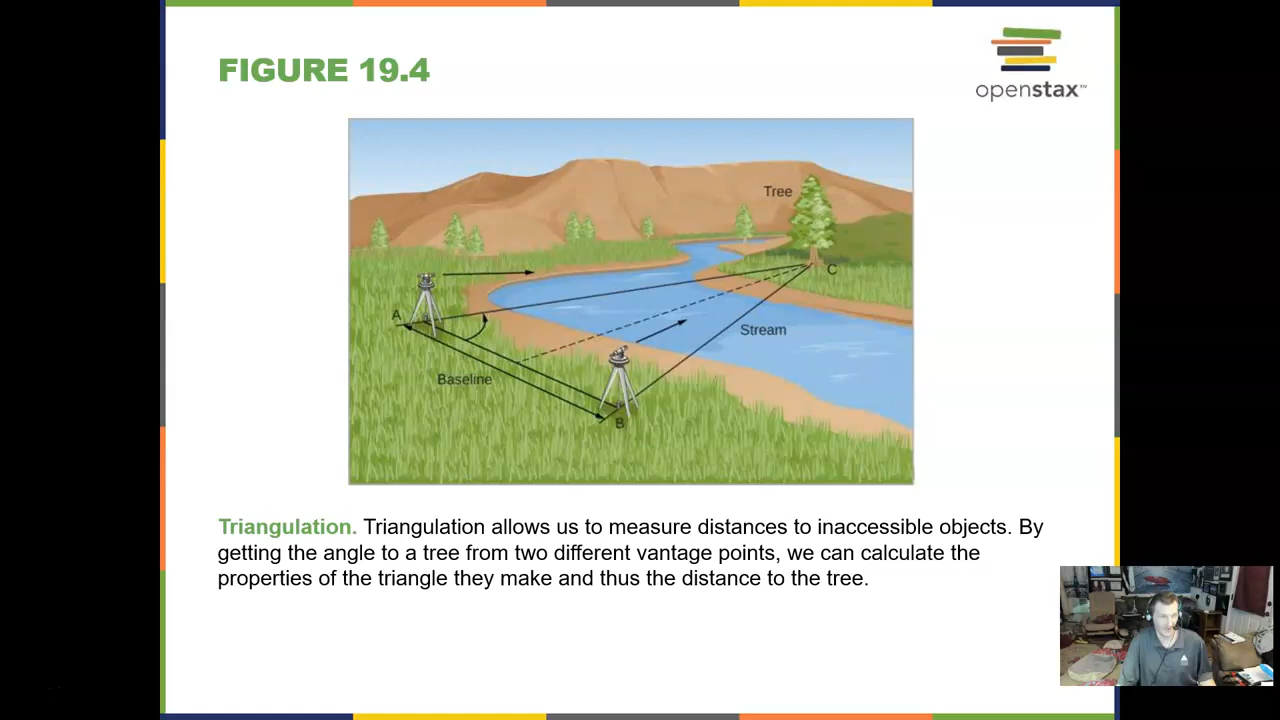 FIGURE 19.4
openstax™
Tree
C
A
Stream
Baseline
B
Triangulation. Triangulation allows us to measure distances to inaccessible objects. By
getting the angle to a tree from two different vantage points, we can calculate the
properties of the triangle they make and thus the distance to the tree.